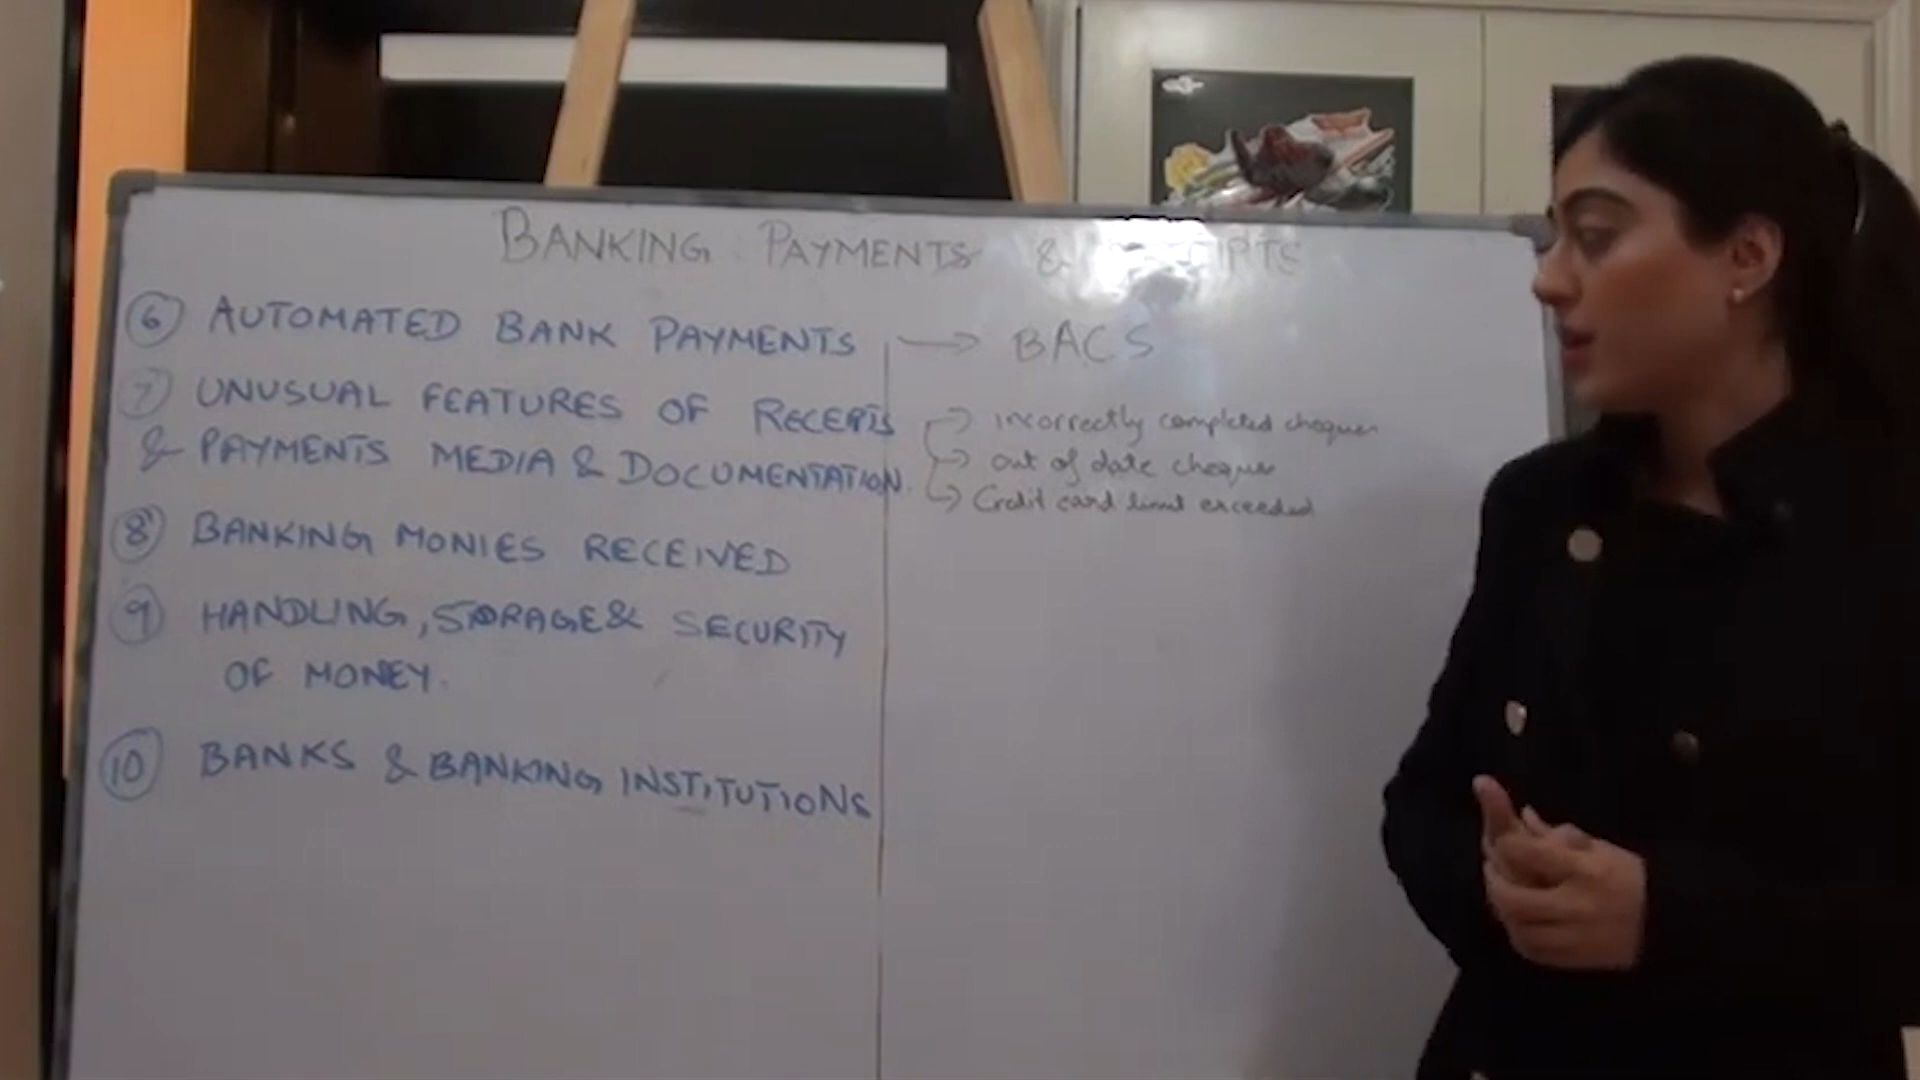 BANKING PAYMENTS &
6 AUTOMATED BANK PAYMENTS → BACS
7 UNUSUAL FEATURES OF RECEPTS
& PAYMENTS MEDIA & DOCUMENTATION.
→ incorrectly completed cheques
→ out of date cheques
→ Credit card limit exceeded
8 BANKING MONIES RECEIVED
9 HANDLING, STORAGE & SECURITY
OF MONEY.
10 BANKS & BANKING INSTITUTIONS